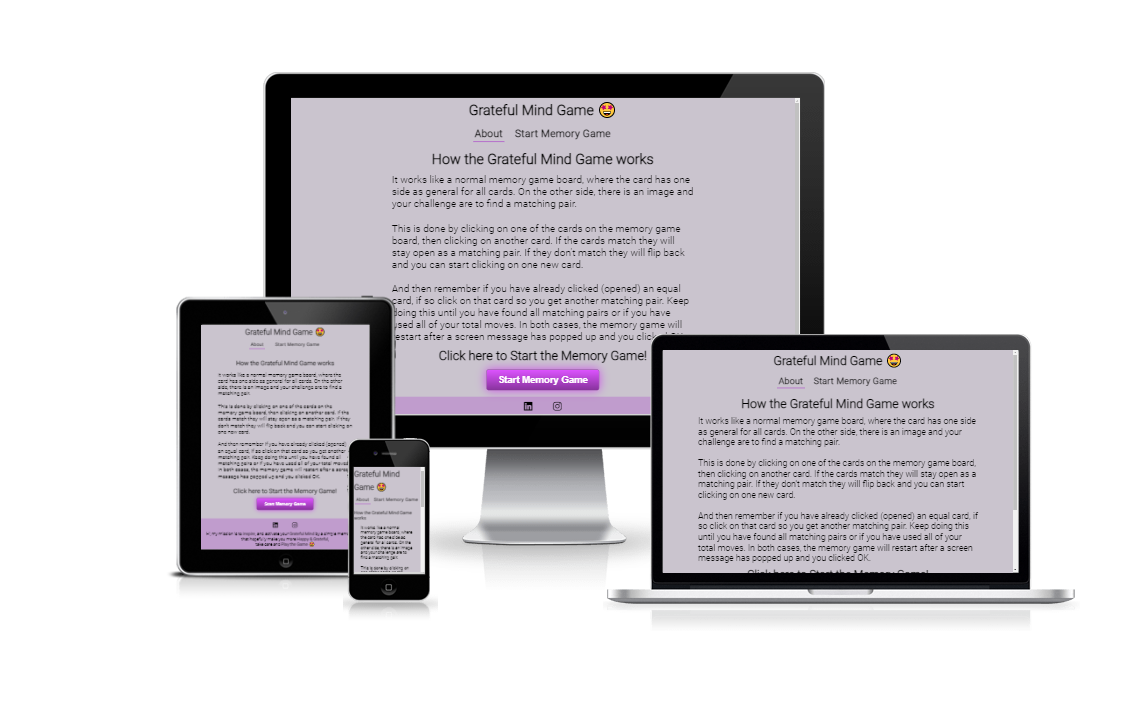 Grateful Mind Game 🤩
About Start Memory Game
How the Grateful Mind Game works
It works like a normal memory game board, where the card has one
side as general for all cards. On the other side, there is an image and
your challenge are to find a matching pair.
This is done by clicking on one of the cards on the memory game
board, then clicking on another card. If the cards match they will
stay open as a matching pair. If they don't match they will flip back
and you can start clicking on one new card.
And then remember if you have already clicked (opened) an equal
card, if so click on that card so you get another matching pair. Keep
doing this until you have found all matching pairs or if you have
used all of your total moves. In both cases, the memory game will
restart after a screen message has popped up and you
Click here to Start the Memory Game!
Start Memory Game
Grateful Mind Game 🤩
About Start Memory Game
How the Grateful Mind Game works
It works like a normal memory game board, where the
card has one side as general for all cards. On the other
side, there is an image and your challenge are to find a
matching pair.
This is done by clicking on one of the cards on the
memory game board, then clicking on another card. If the
cards match they will stay open as a matching pair. If they
don't match they will flip back and you can start clicking on
one new card.
And then remember if you have already clicked (opened)
an equal card, if so click on that card so you get another
matching pair. Keep doing this until you have found all
matching pairs or if you have used all of your total moves.
In both cases, the memory game will restart after a screen
message has popped up and you clicked OK.
Click here to Start the Memory Game!
Start Memory Game
Grateful Mind
Game 🤩
About Start Memory Game
How the Grateful Mind Game
works
It works like a normal
memory game board, where
the card has one side as
general for all cards. On the
other side, there is an image
and your challenge are to
find a matching pair.
This is done by clicking on
Grateful Mind Game 🤩
About Start Memory Game
How the Grateful Mind Game works
It works like a normal memory game board, where the card has one side
as general for all cards. On the other side, there is an image and your
challenge are to find a matching pair.
This is done by clicking on one of the cards on the memory game board,
then clicking on another card. If the cards match they will stay open as a
matching pair. If they don't match they will flip back and you can start
clicking on one new card.
And then remember if you have already clicked (opened) an equal card, if
so click on that card so you get another matching pair. Keep doing this
until you have found all matching pairs or if you have used all of your
total moves. In both cases, the memory game will restart after a screen
message has popped up and you clicked OK.
Click here to Start the Memory Game!